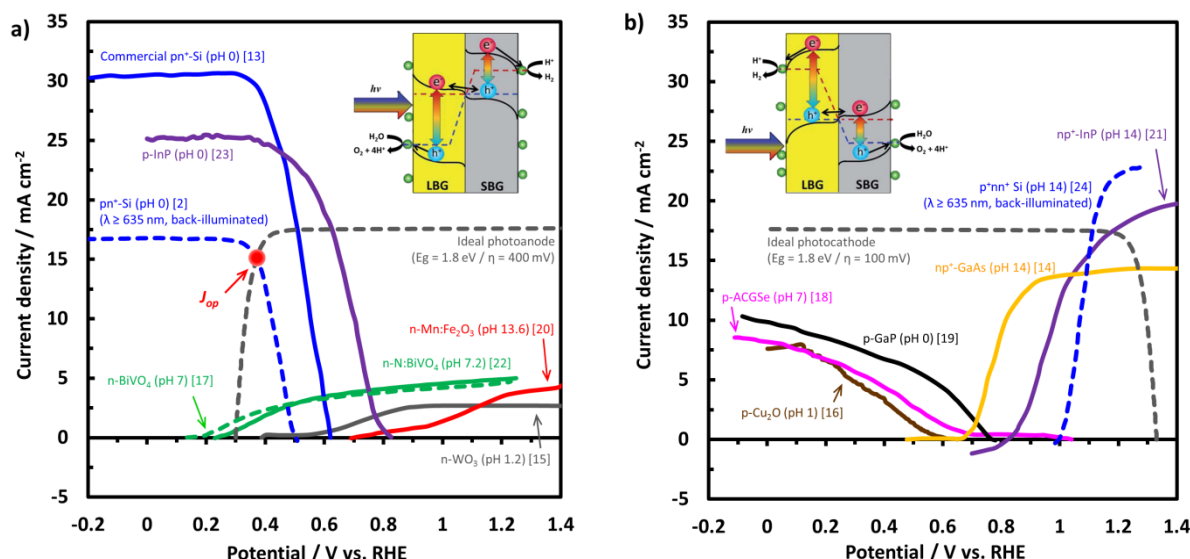 a)
Current density / mA cm⁻²
35
30
25
20
15
10
5
0
-5
-0.2
0
0.2
0.4
0.6
0.8
1
1.2
1.4
Potential / V vs. RHE
Commercial pn⁺-Si (pH 0) [13]
p-InP (pH 0) [23]
pn⁺-Si (pH 0) [2]
(λ ≥ 635 nm, back-illuminated)
J_op
Ideal photoanode
(Eg = 1.8 eV / η = 400 mV)
n-Mn:Fe₂O₃ (pH 13.6) [20]
n-N:BiVO₄ (pH 7.2) [22]
n-BiVO₄ (pH 7) [17]
n-WO₃ (pH 1.2) [15]
hν
e⁻
H⁺
H₂
e⁻
h⁺
H₂O
O₂ + 4H⁺
h⁺
LBG
SBG
b)
Current density / mA cm⁻²
35
30
25
20
15
10
5
0
-5
-0.2
0
0.2
0.4
0.6
0.8
1
1.2
1.4
Potential / V vs. RHE
e⁻
H⁺
H₂
hν
h⁺
e⁻
H₂O
O₂ + 4H⁺
h⁺
LBG
SBG
np⁺-InP (pH 14) [21]
p⁺nn⁺ Si (pH 14) [24]
(λ ≥ 635 nm, back-illuminated)
Ideal photocathode
(Eg = 1.8 eV / η = 100 mV)
np⁺-GaAs (pH 14) [14]
p-ACGSe (pH 7) [18]
p-GaP (pH 0) [19]
p-Cu₂O (pH 1) [16]